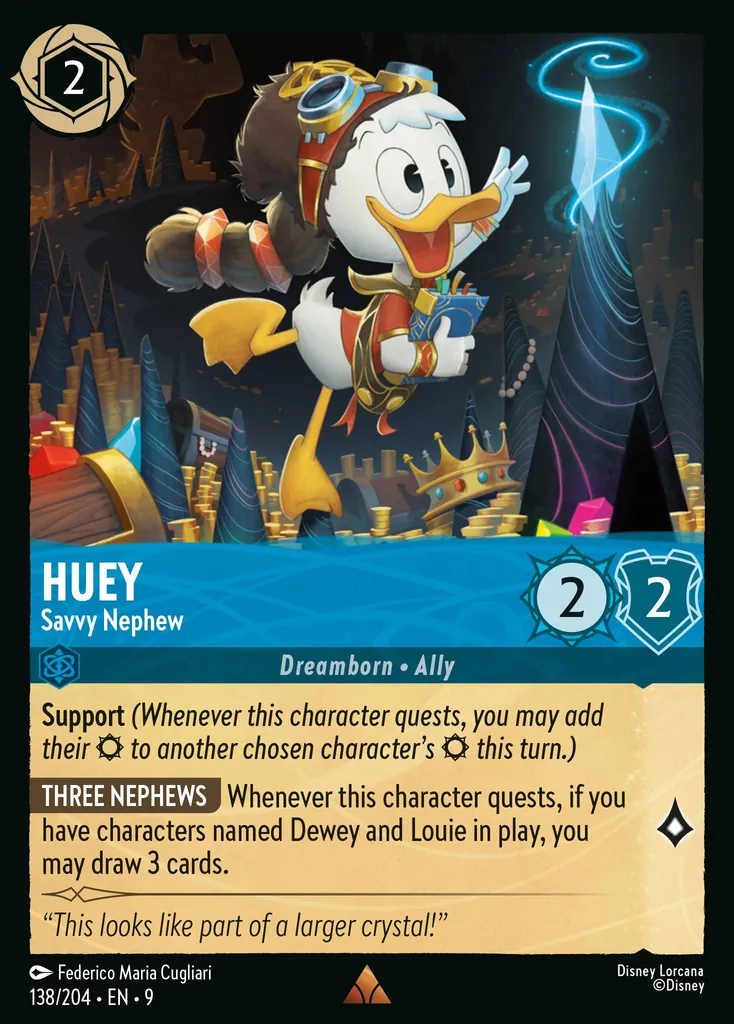 2
HUEY
Savvy Nephew
2
2
Dreamborn • Ally
Support (Whenever this character quests, you may add
their to another chosen character's this turn.)
THREE NEPHEWS Whenever this character quests, if you
have characters named Dewey and Louie in play, you
may draw 3 cards.
“This looks like part of a larger crystal!”
Federico Maria Cugliari
138/204 • EN • 9
Disney Lorcana
©Disney